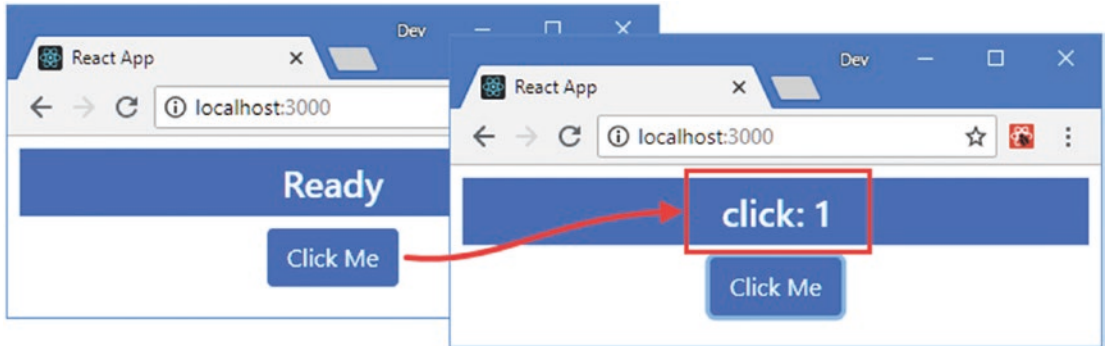 Dev
React App
localhost:3000
Ready
Click Me
Dev
React App
localhost:3000
click: 1
Click Me